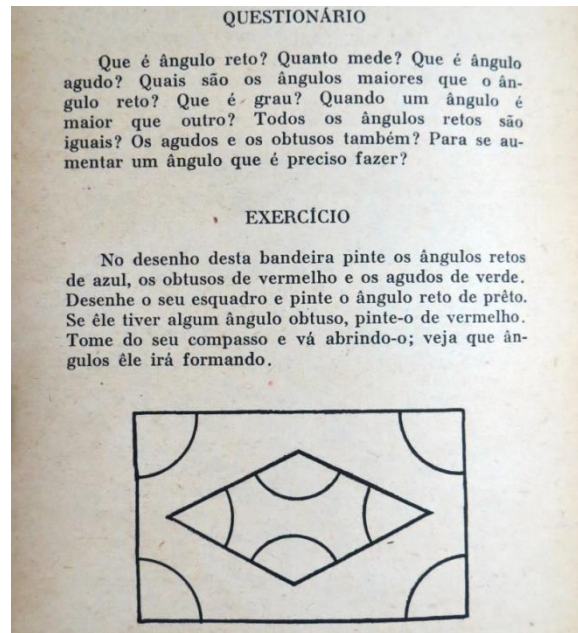 QUESTIONÁRIO
Que é ângulo reto? Quanto mede? Que é ângulo
agudo? Quais são os ângulos maiores que o ân-
gulo reto? Que é grau? Quando um ângulo é
maior que outro? Todos os ângulos retos são
iguais? Os agudos e os obtusos também? Para se au-
mentar um ângulo que é preciso fazer?
EXERCÍCIO
No desenho desta bandeira pinte os ângulos retos
de azul, os obtusos de vermelho e os agudos de verde.
Desenhe o seu esquadro e pinte o ângulo reto de prêto.
Se êle tiver algum ângulo obtuso, pinte-o de vermelho.
Tome do seu compasso e vá abrindo-o; veja que ân-
gulos êle irá formando.